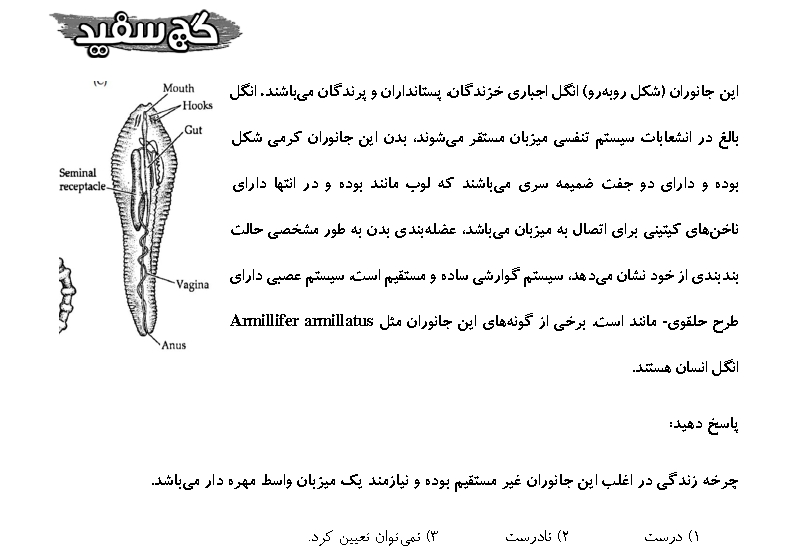 گچ سفید
این جانوران (شکل روبه‌رو) انگل اجباری خزندگان، پستانداران و پرندگان می‌باشند. انگل
بالغ در انشعابات سیستم تنفسی میزبان مستقر می‌شوند، بدن این جانوران کرمی شکل
بوده و دارای دو جفت ضمیمه سری می‌باشند که لوب مانند بوده و در انتها دارای
ناخن‌های کیتینی برای اتصال به میزبان می‌باشد، عضله‌بندی بدن به طور مشخصی حالت
بندبندی از خود نشان می‌دهد، سیستم گوارشی ساده و مستقیم است. سیستم عصبی دارای
طرح حلقوی- مانند است. برخی از گونه‌های این جانوران مثل Armillifer armillatus
انگل انسان هستند.
(C)
Mouth
Hooks
Gut
Seminal
receptacle
Vagina
Anus
پاسخ دهید:
چرخه زندگی در اغلب این جانوران غیر مستقیم بوده و نیازمند یک میزبان واسط مهره دار می‌باشد.
۱) درست ۲) نادرست ۳) نمی‌توان تعیین کرد.